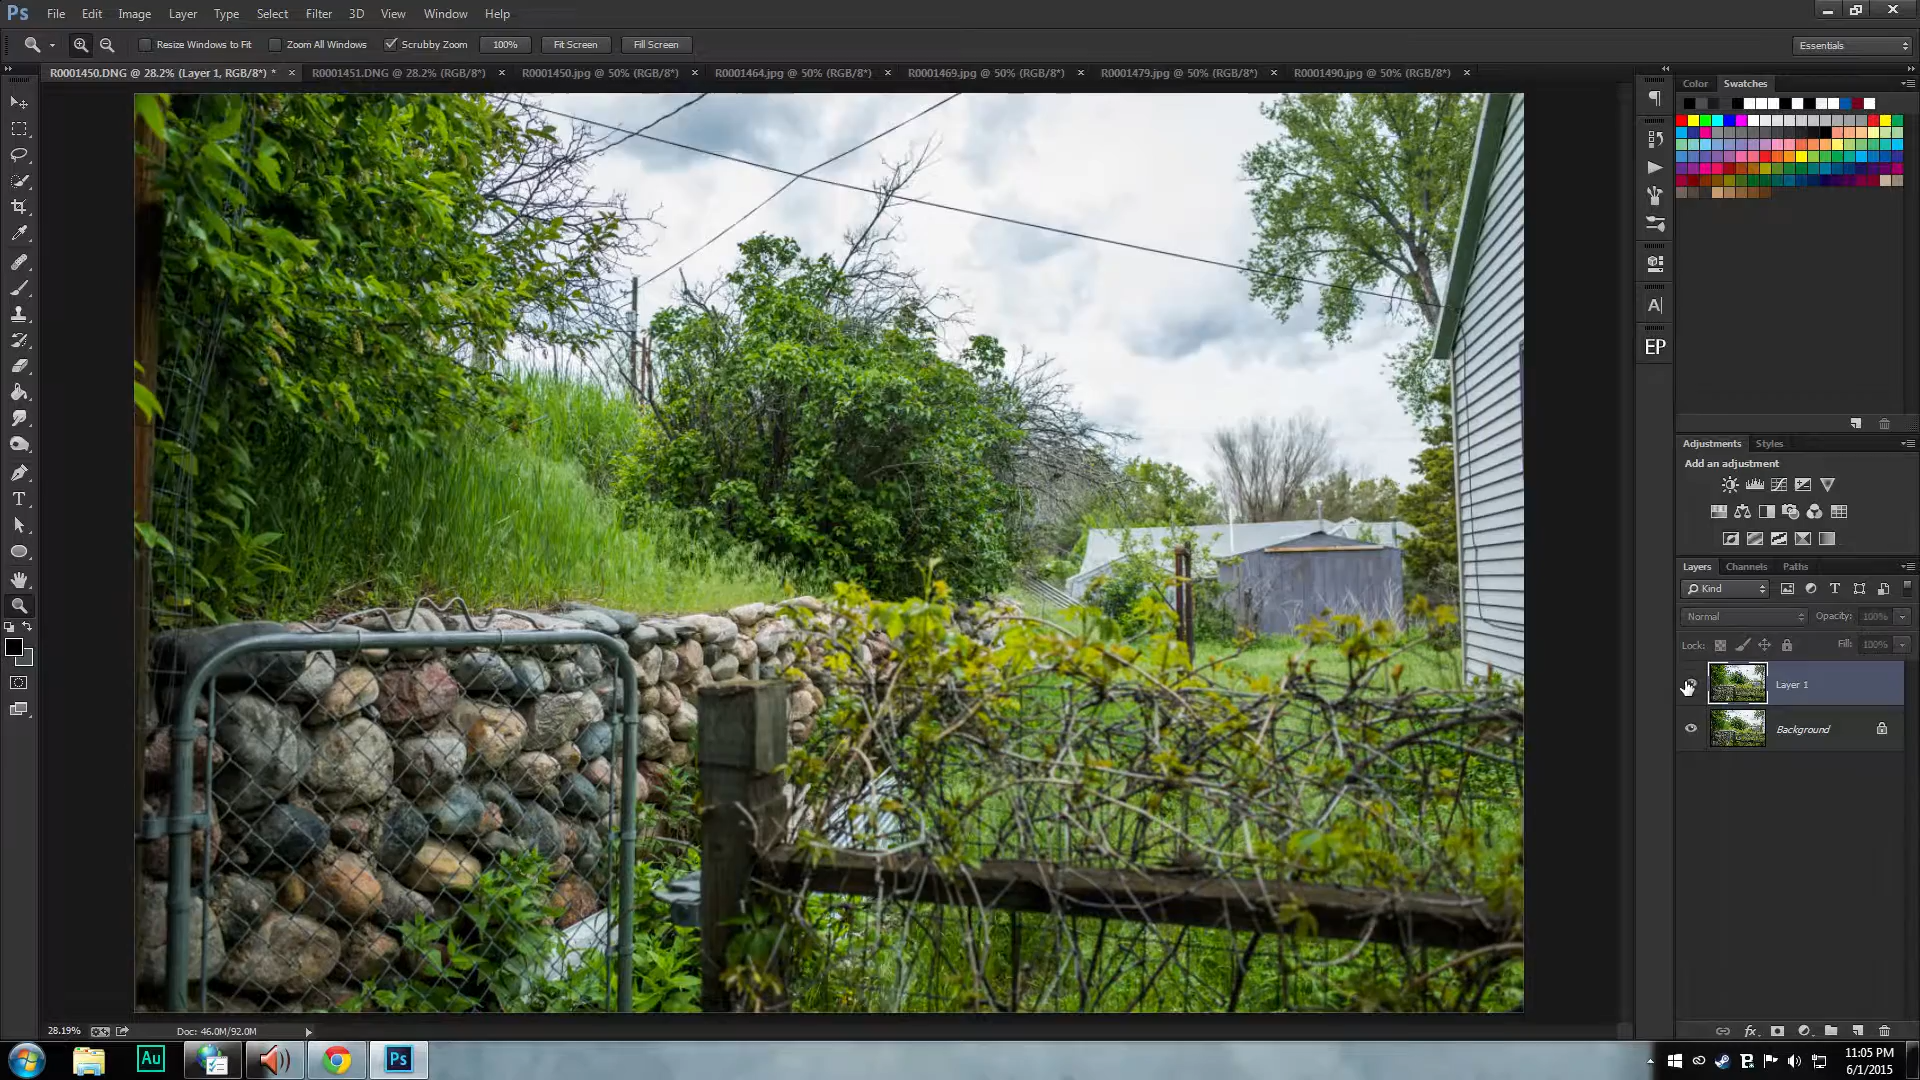 Ps File Edit Image Layer Type Select Filter 3D View Window Help
Resize Windows to Fit Zoom All Windows Scrubby Zoom 100% Fit Screen Fill Screen Essentials
R0001450.DNG @ 28.2% (Layer 1, RGB/8*) * × R0001451.DNG @ 28.2% (RGB/8*) × R0001450.jpg @ 50% (RGB/8*) × R0001464.jpg @ 50% (RGB/8*) × R0001469.jpg @ 50% (RGB/8*) × R0001479.jpg @ 50% (RGB/8*) × R0001490.jpg @ 50% (RGB/8*) ×
Color Swatches
A|
EP
Adjustments Styles
Add an adjustment
Layers Channels Paths
Kind
Normal Opacity: 100%
Lock: Fill: 100%
Layer 1
Background
T
28.19% Doc: 46.0M/92.0M
fx
Au Ps
11:05 PM
6/1/2015